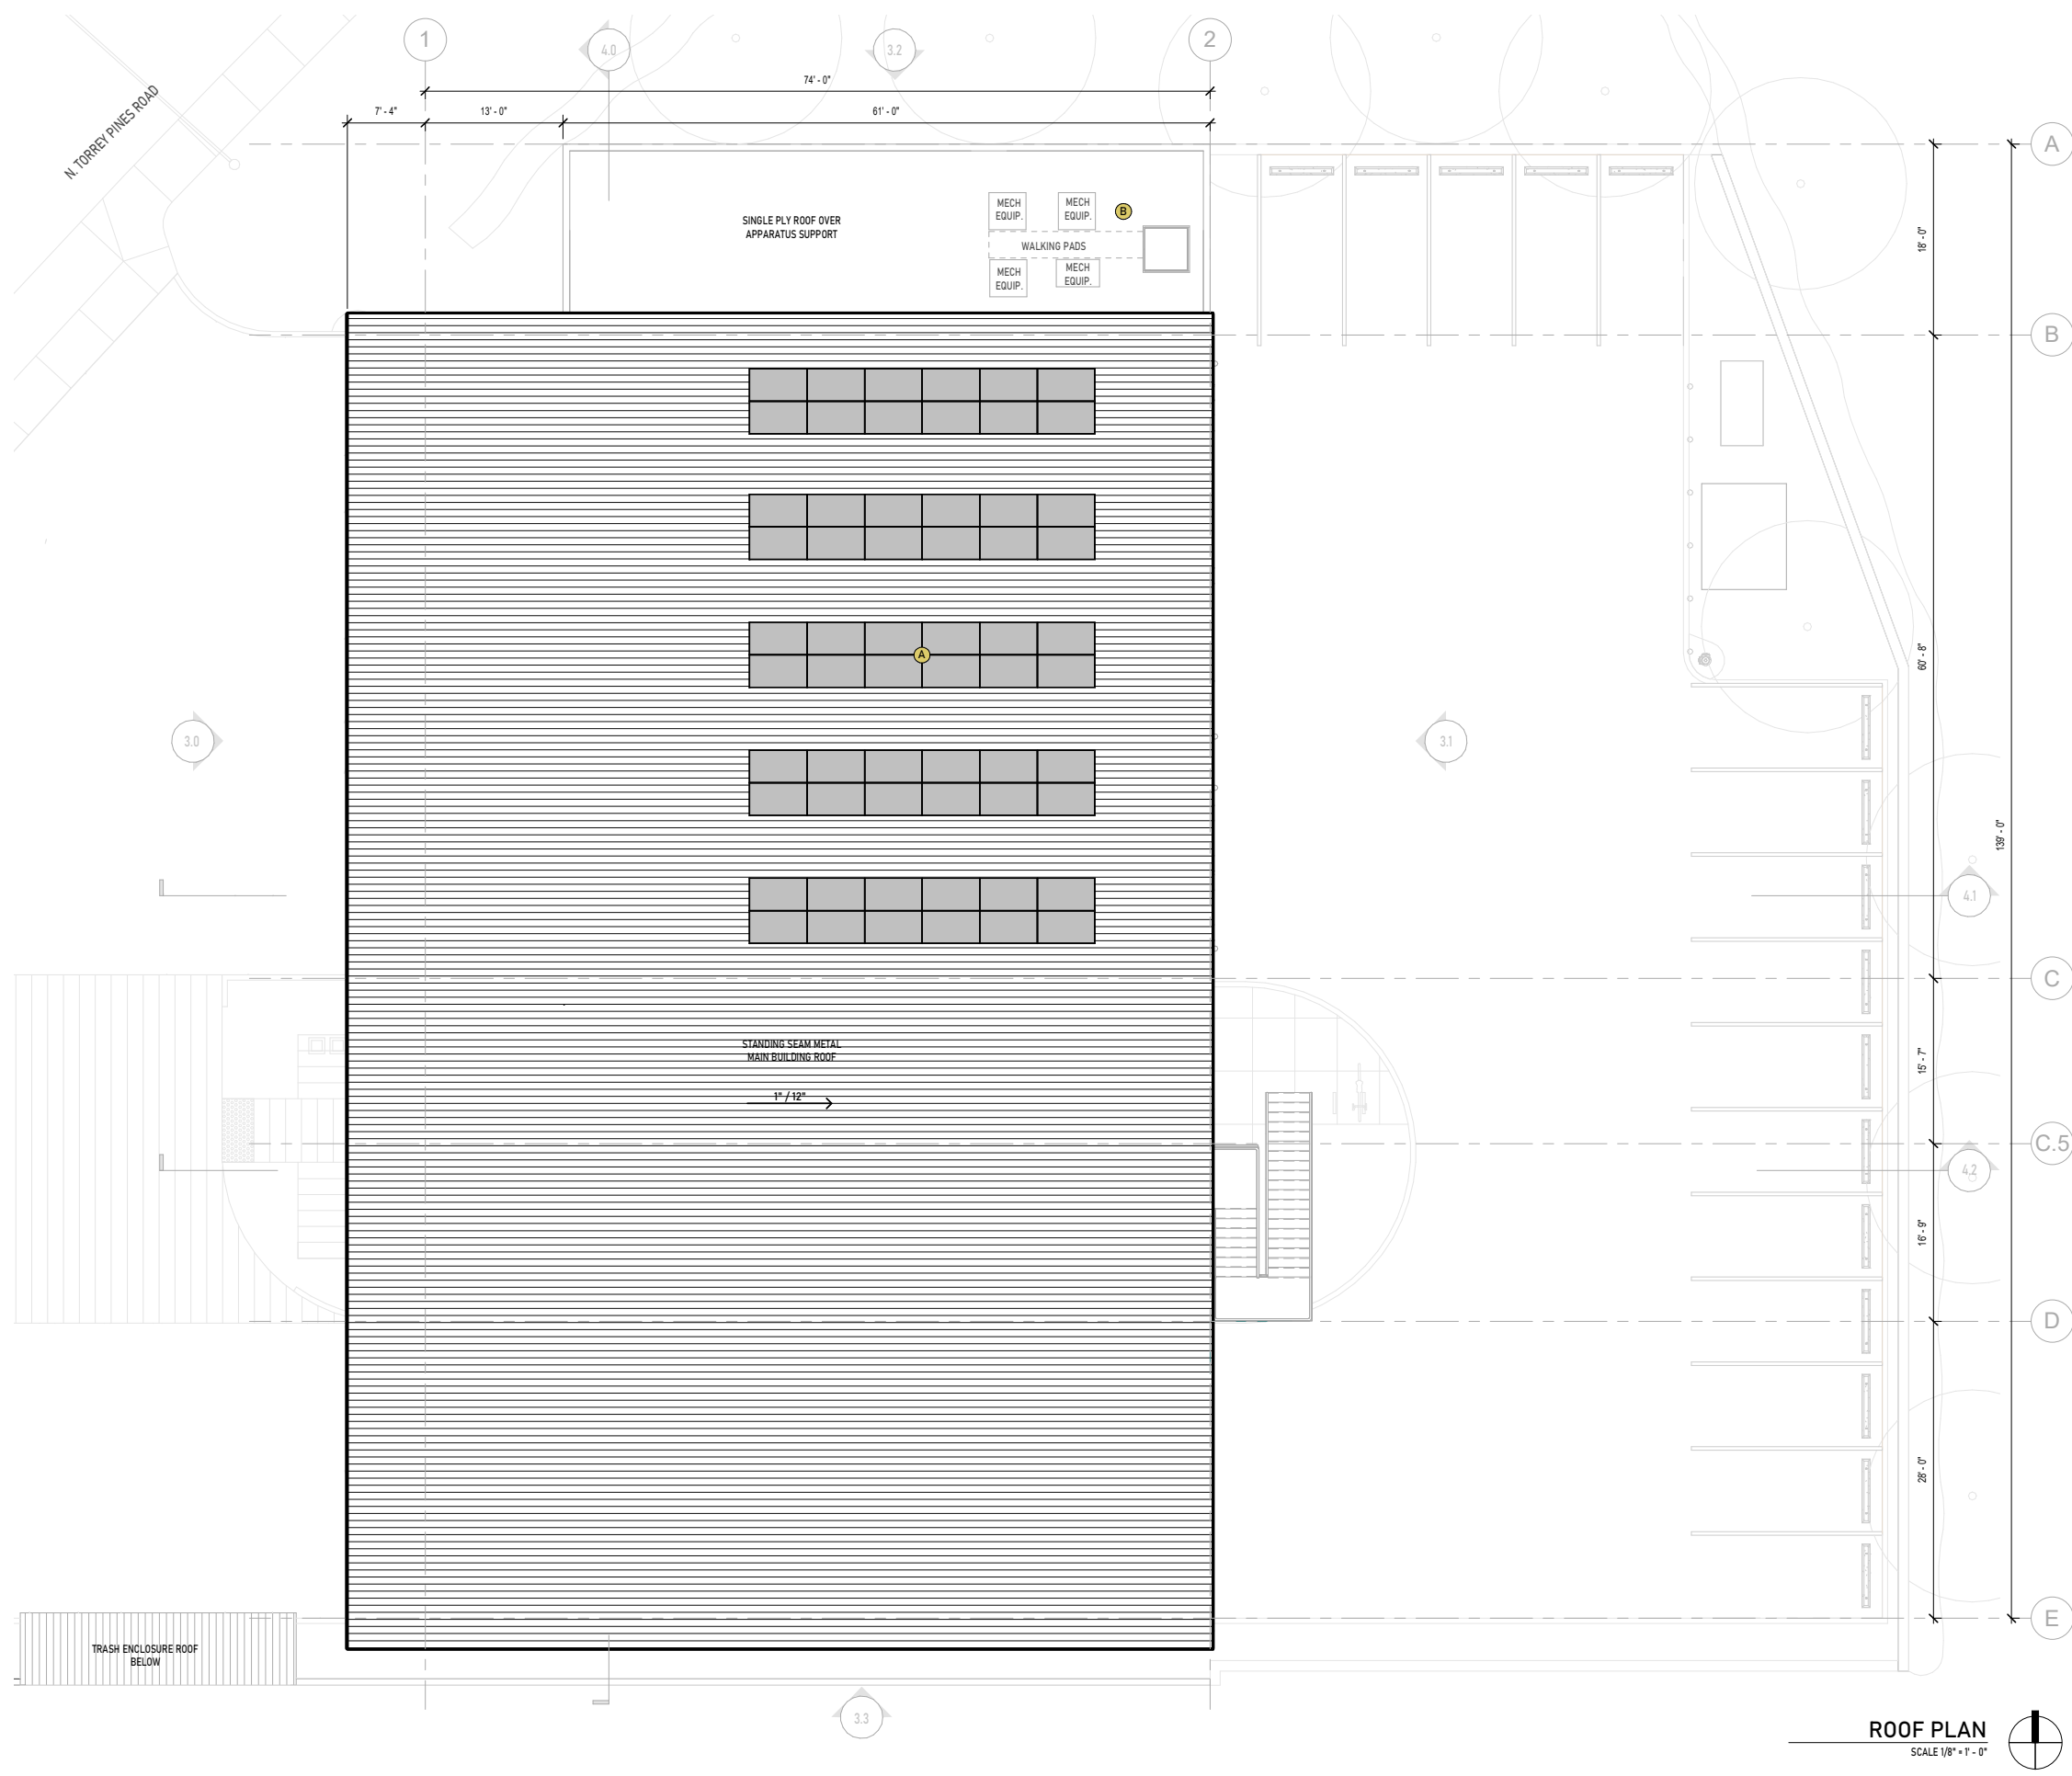 1
4.0
3.2
2
74' - 0"
7' - 4"
13' - 0"
61' - 0"
N. TORREY PINES ROAD
A
SINGLE PLY ROOF OVER
APPARATUS SUPPORT
MECH
EQUIP.
MECH
EQUIP.
B
WALKING PADS
MECH
EQUIP.
MECH
EQUIP.
18' - 0"
B
A
60' - 8"
3.0
3.1
139' - 0"
4.1
C
STANDING SEAM METAL
MAIN BUILDING ROOF
1" / 12"
15' - 7"
C.5
4.2
16' - 9"
D
28' - 0"
E
TRASH ENCLOSURE ROOF
BELOW
3.3
ROOF PLAN
SCALE 1/8" = 1' - 0"